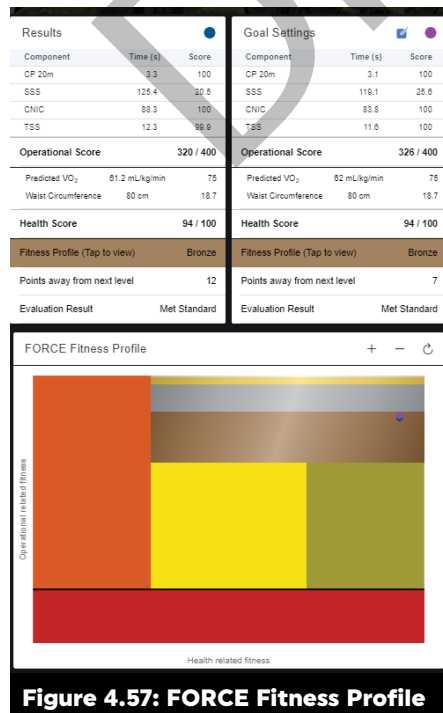 Results
Component Time (s) Score
CP 20m 3.3 100
SSS 125.4 20.5
CNIC 88.3 100
TSS 12.3 99.9
Operational Score 320 / 400
Predicted VO2 61.2 mL/kg/min 75
Waist Circumference 80 cm 18.7
Health Score 94 / 100
Fitness Profile (Tap to view) Bronze
Points away from next level 12
Evaluation Result Met Standard
Goal Settings
Component Time (s) Score
CP 20m 3.1 100
SSS 119.1 25.6
CNIC 83.8 100
TSS 11.6 100
Operational Score 326 / 400
Predicted VO2 62 mL/kg/min 75
Waist Circumference 80 cm 18.7
Health Score 94 / 100
Fitness Profile (Tap to view) Bronze
Points away from next level 7
Evaluation Result Met Standard
FORCE Fitness Profile
Operational related fitness
Health related fitness
Figure 4.57: FORCE Fitness Profile